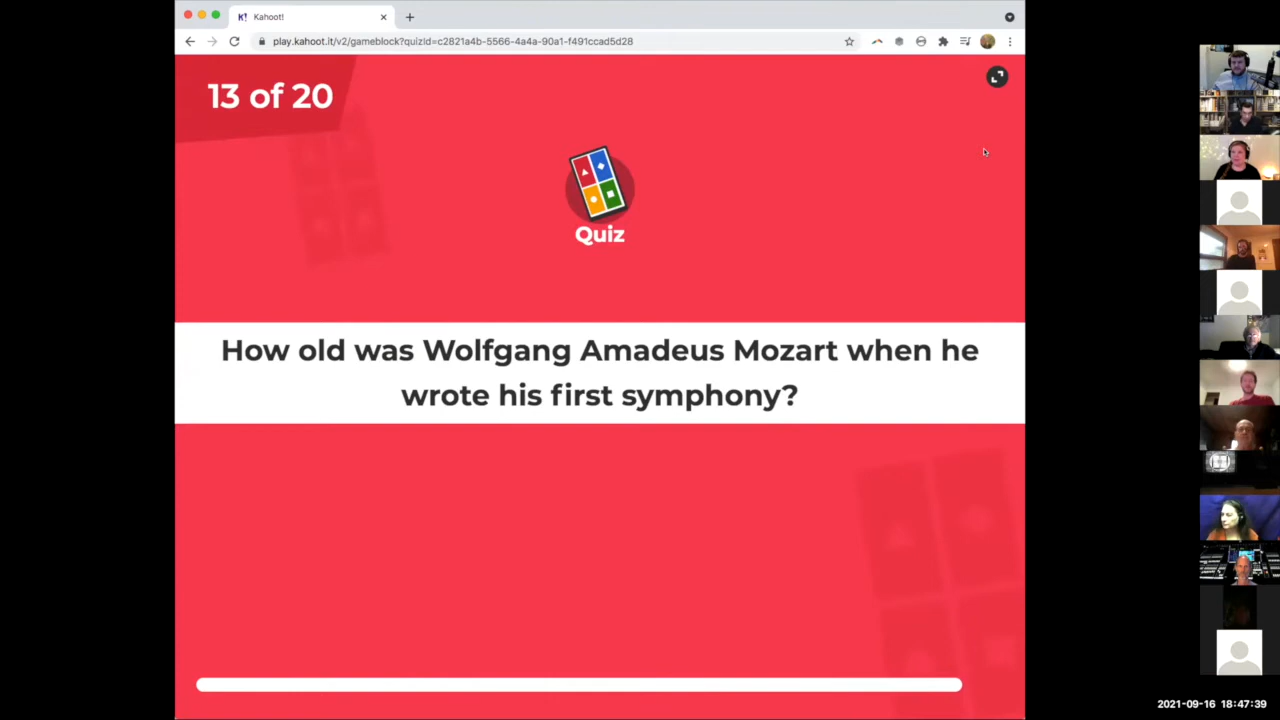 Kahoot!
play.kahoot.it/v2/gameblock?quizId=c2821a4b-5566-4a4a-90a1-f491ccad5d28
13 of 20
Quiz
How old was Wolfgang Amadeus Mozart when he
wrote his first symphony?
2021-09-16 18:47:39